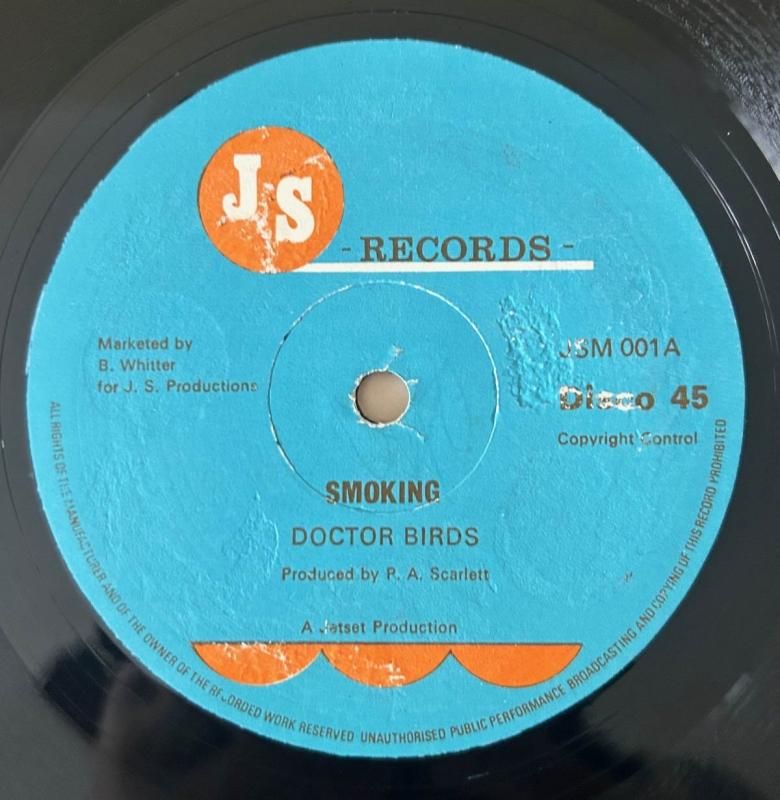 JS
- RECORDS -
Marketed by
B. Whitter
for J. S. Productions
JSM 001A
Disco 45
Copyright Control
SMOKING
DOCTOR BIRDS
Produced by P. A. Scarlett
A Jetset Production
ALL RIGHTS OF THE MANUFACTURER AND OF THE OWNER OF THE RECORDED WORK RESERVED UNAUTHORISED PUBLIC PERFORMANCE BROADCASTING AND COPYING OF THIS RECORD PROHIBITED